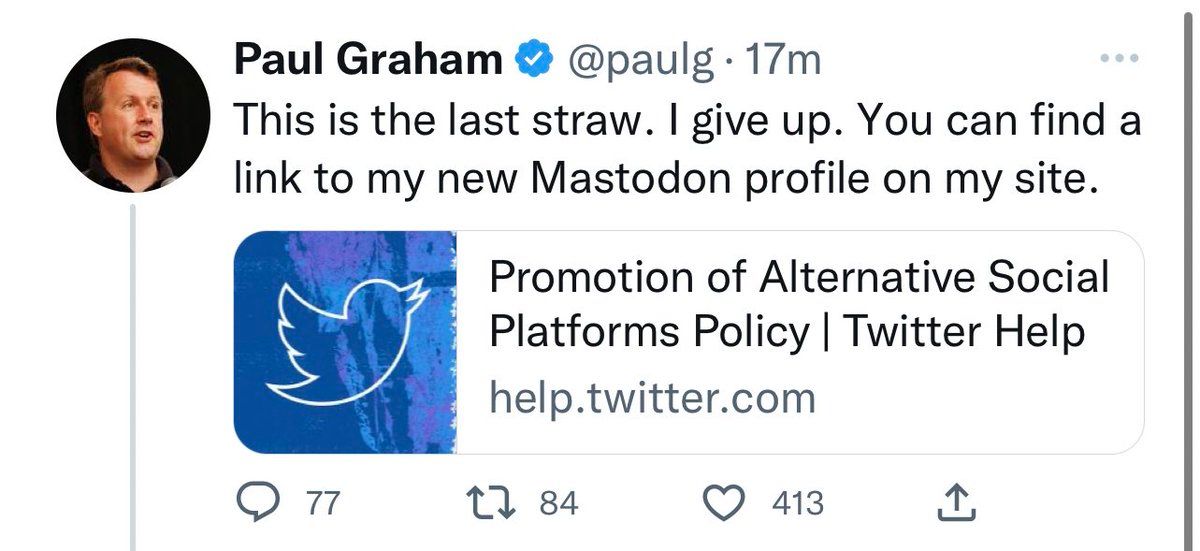 Paul Graham @paulg · 17m
This is the last straw. I give up. You can find a
link to my new Mastodon profile on my site.
Promotion of Alternative Social
Platforms Policy | Twitter Help
help.twitter.com
77 84 413